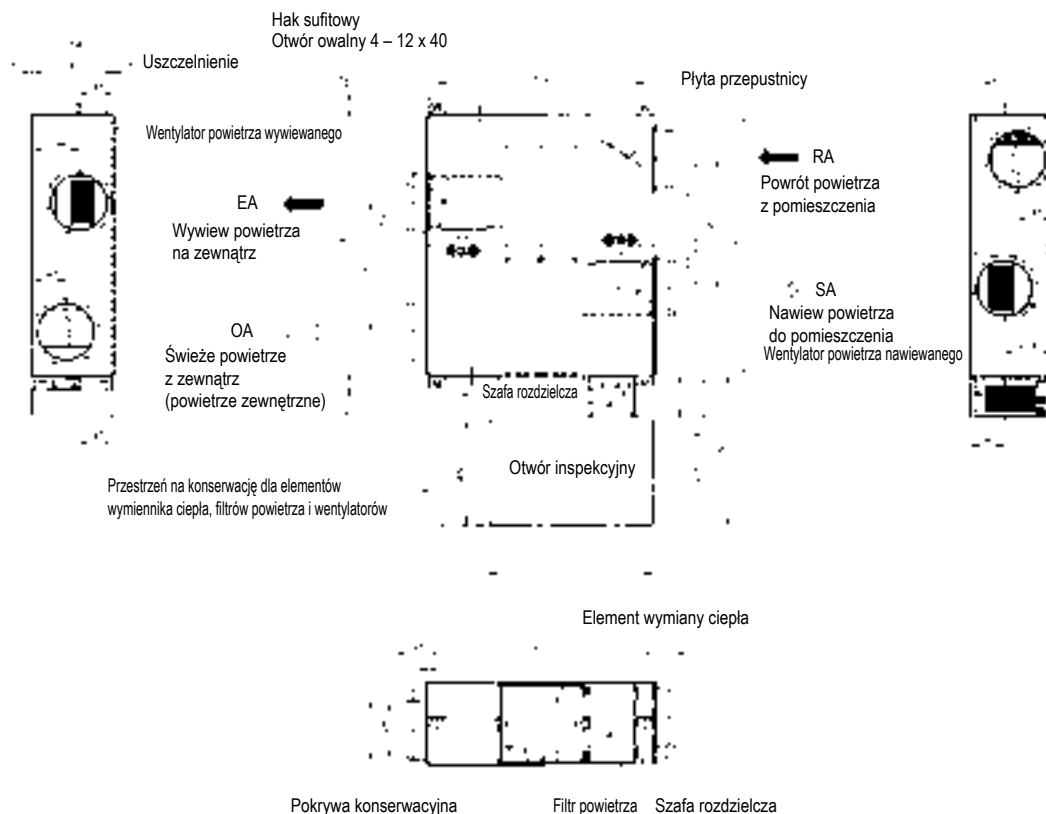 Hak sufitowy
Otwór owalny 4 – 12 x 40
Uszczelnienie
Płyta przepustnicy
Wentylator powietrza wywiewanego
RA
Powrót powietrza
z pomieszczenia
EA
Wywiew powietrza
na zewnątrz
SA
Nawiew powietrza
do pomieszczenia
Wentylator powietrza nawiewanego
OA
Świeże powietrze
z zewnątrz
(powietrze zewnętrzne)
Szafa rozdzielcza
Otwór inspekcyjny
Przestrzeń na konserwację dla elementów
wymiennika ciepła, filtrów powietrza i wentylatorów
Element wymiany ciepła
Pokrywa konserwacyjna
Filtr powietrza
Szafa rozdzielcza